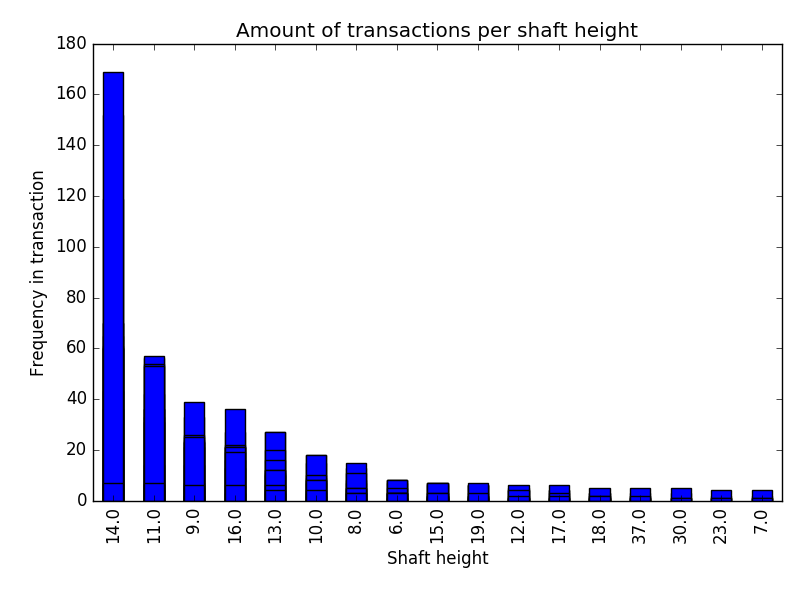 Amount of transactions per shaft height
Frequency in transaction
180
160
140
120
100
80
60
40
20
0
14.0 11.0 9.0 16.0 13.0 10.0 8.0 6.0 15.0 19.0 12.0 17.0 18.0 37.0 30.0 23.0 7.0
Shaft height